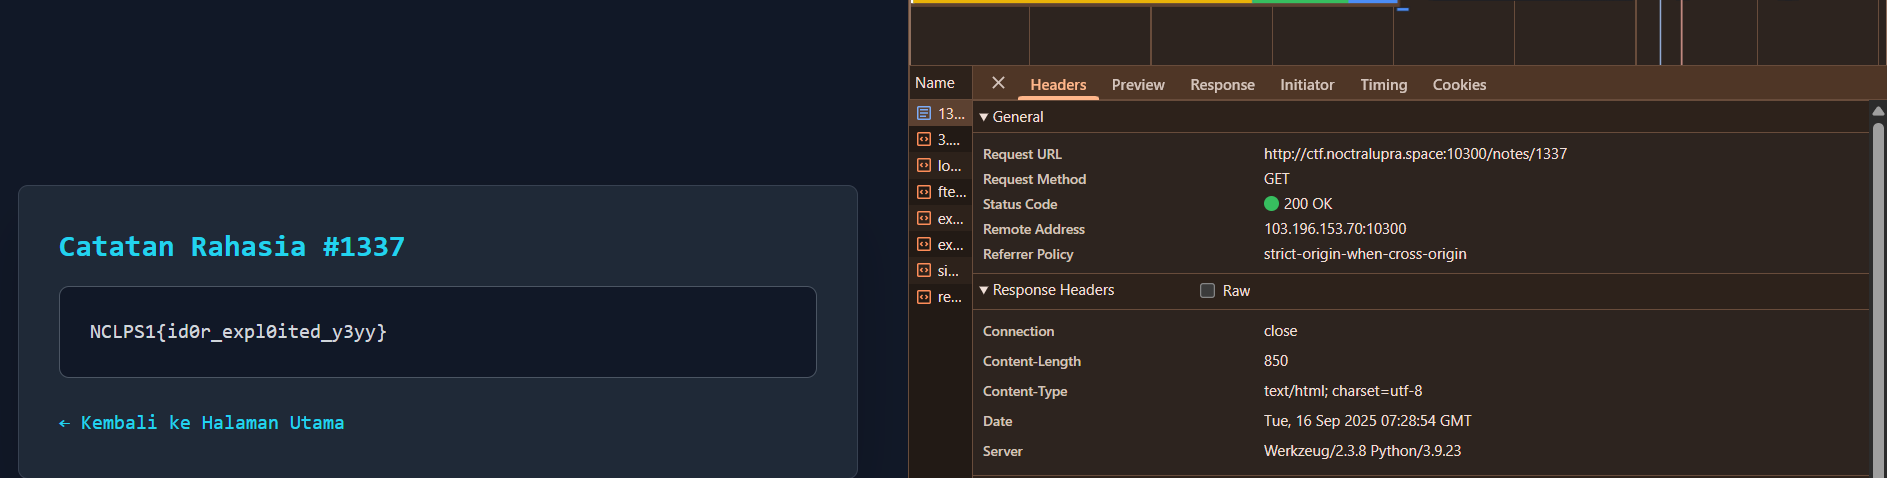 Catatan Rahasia #1337
NCLPS1{id0r_expl0ited_y3yy}
← Kembali ke Halaman Utama
Name
13...
3....
lo...
fte...
ex...
ex...
si...
re...
Headers Preview Response Initiator Timing Cookies
General
Request URL http://ctf.noctralupra.space:10300/notes/1337
Request Method GET
Status Code 200 OK
Remote Address 103.196.153.70:10300
Referrer Policy strict-origin-when-cross-origin
Response Headers Raw
Connection close
Content-Length 850
Content-Type text/html; charset=utf-8
Date Tue, 16 Sep 2025 07:28:54 GMT
Server Werkzeug/2.3.8 Python/3.9.23